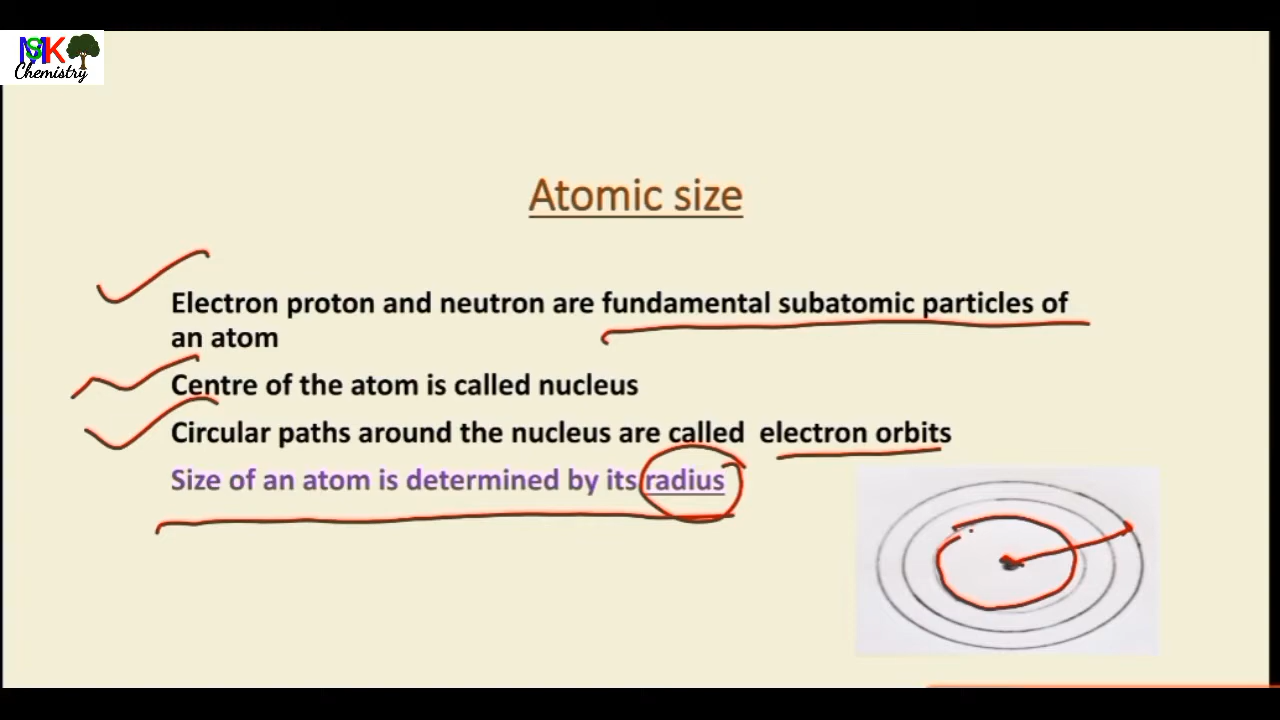 MSK
Chemistry
Atomic size
Electron proton and neutron are fundamental subatomic particles of
an atom
Centre of the atom is called nucleus
Circular paths around the nucleus are called electron orbits
Size of an atom is determined by its radius